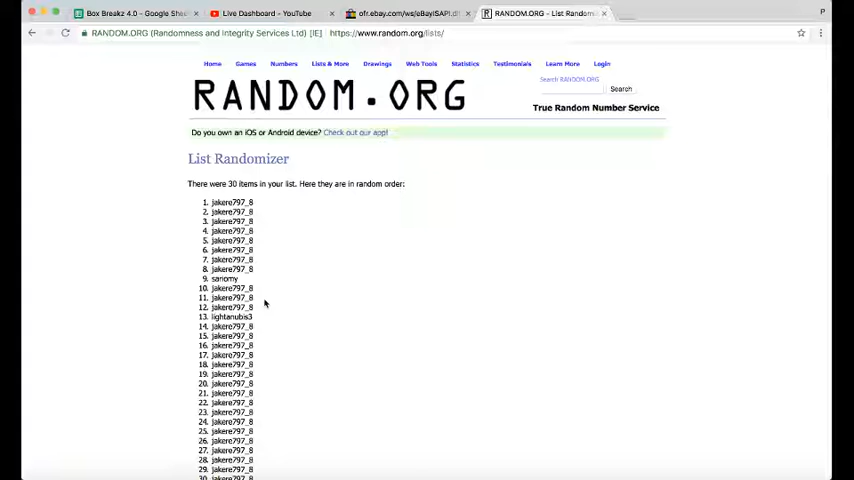 Box Breakz 4.0 - Google Shee
Live Dashboard - YouTube
ofr.ebay.com/ws/eBayISAPI.dl
RANDOM.ORG - List Random
P
RANDOM.ORG (Randomness and Integrity Services Ltd) [IE] https://www.random.org/lists/
Home Games Numbers Lists & More Drawings Web Tools Statistics Testimonials Learn More Login
Search RANDOM.ORG
Search
RANDOM.ORG
True Random Number Service
Do you own an iOS or Android device? Check out our app!
List Randomizer
There were 30 items in your list. Here they are in random order:
1. jakere797_8
2. jakere797_8
3. jakere797_8
4. jakere797_8
5. jakere797_8
6. jakere797_8
7. jakere797_8
8. jakere797_8
9. sariomy
10. jakere797_8
11. jakere797_8
12. jakere797_8
13. lightanubis3
14. jakere797_8
15. jakere797_8
16. jakere797_8
17. jakere797_8
18. jakere797_8
19. jakere797_8
20. jakere797_8
21. jakere797_8
22. jakere797_8
23. jakere797_8
24. jakere797_8
25. jakere797_8
26. jakere797_8
27. jakere797_8
28. jakere797_8
29. jakere797_8
30. jakere797_8